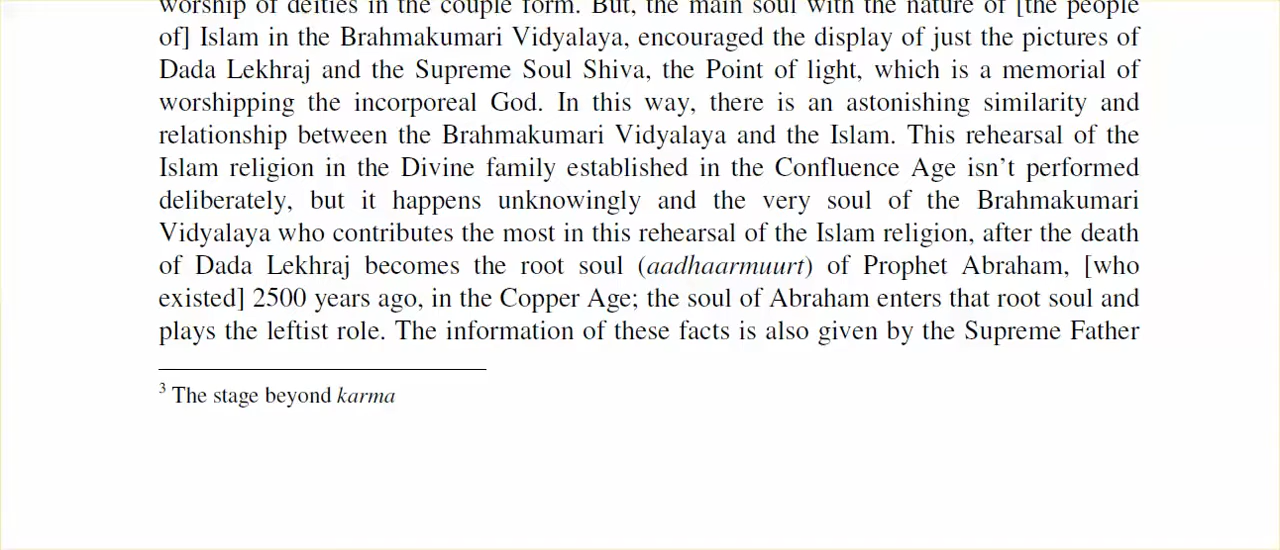 worship of deities in the couple form. But, the main soul with the nature of [the people
of] Islam in the Brahmakumari Vidyalaya, encouraged the display of just the pictures of
Dada Lekhraj and the Supreme Soul Shiva, the Point of light, which is a memorial of
worshipping the incorporeal God. In this way, there is an astonishing similarity and
relationship between the Brahmakumari Vidyalaya and the Islam. This rehearsal of the
Islam religion in the Divine family established in the Confluence Age isn’t performed
deliberately, but it happens unknowingly and the very soul of the Brahmakumari
Vidyalaya who contributes the most in this rehearsal of the Islam religion, after the death
of Dada Lekhraj becomes the root soul (aadhaarmuurt) of Prophet Abraham, [who
existed] 2500 years ago, in the Copper Age; the soul of Abraham enters that root soul and
plays the leftist role. The information of these facts is also given by the Supreme Father
3 The stage beyond karma